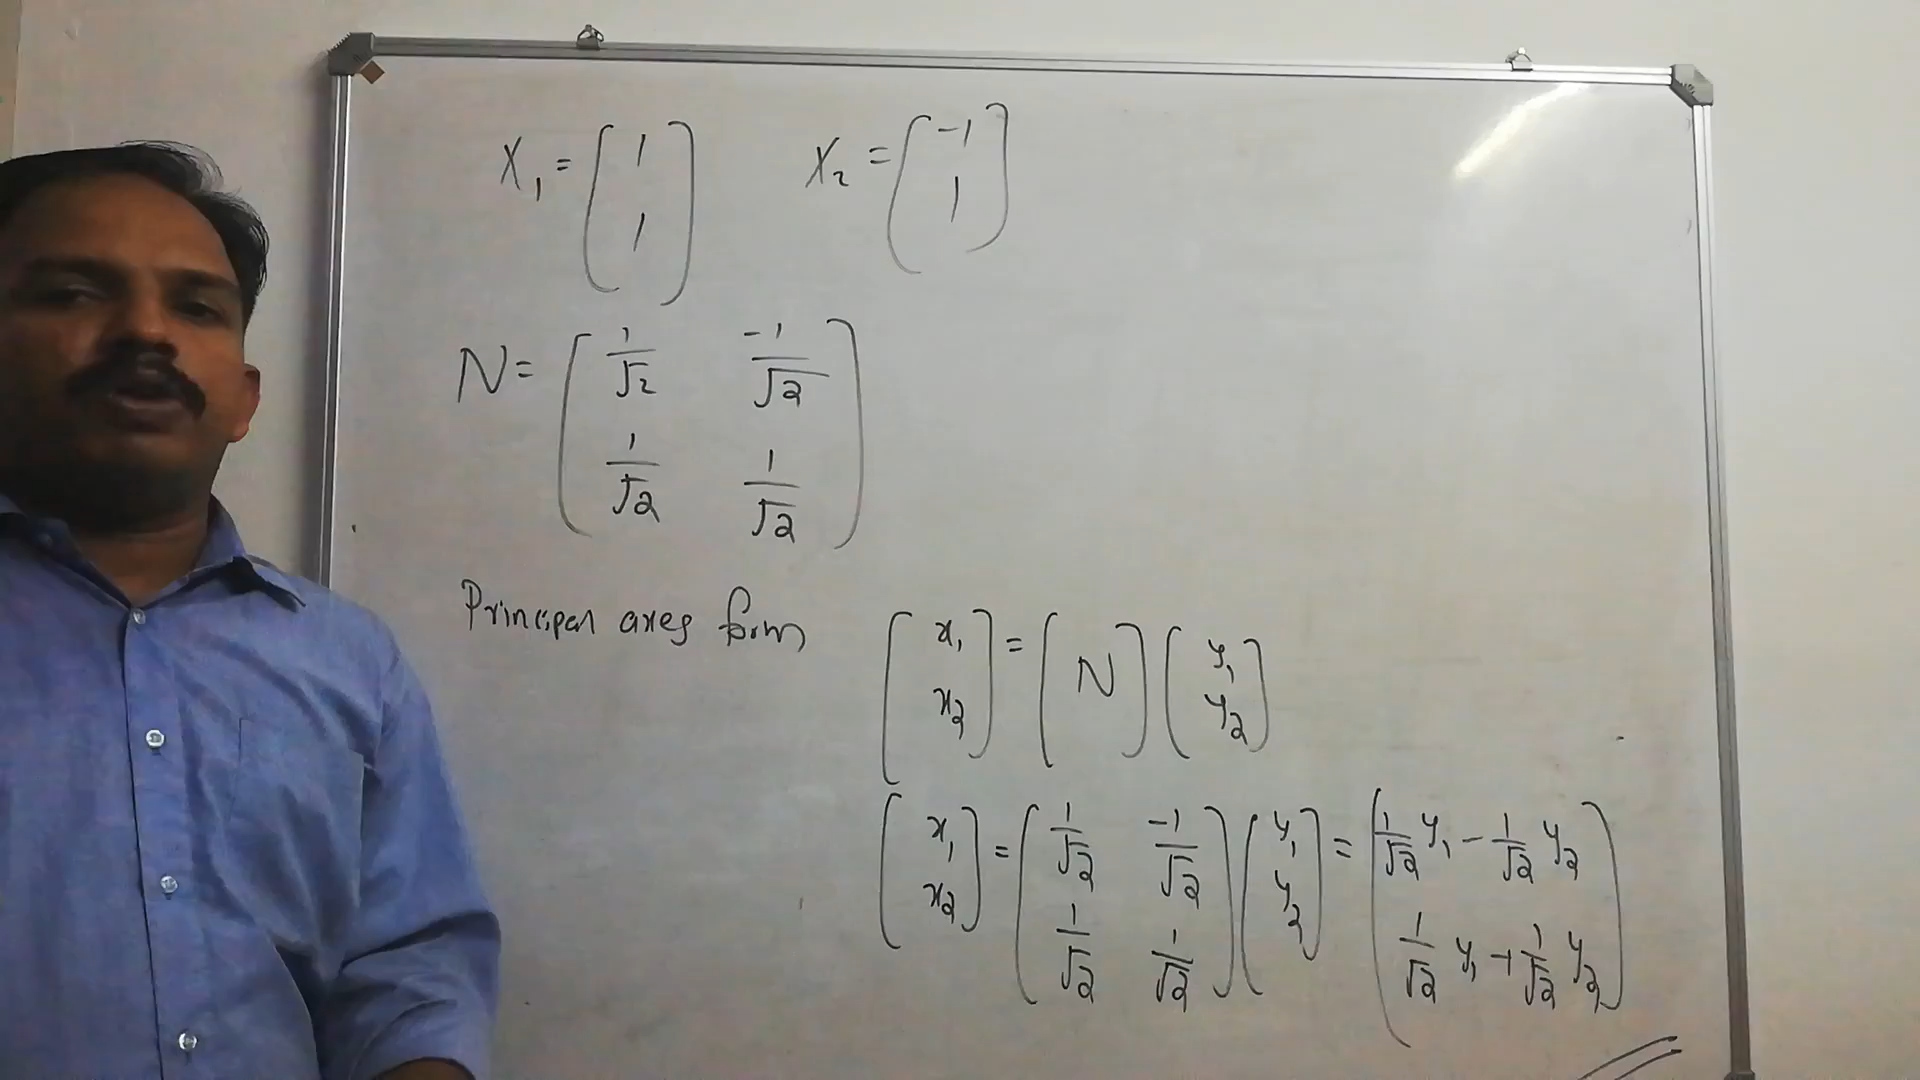 X₁ = (1 1) X₂ = (-1 1)
N = (1/√2 -1/√2
1/√2 1/√2)
Principal axes form
(x₁ x₂) = (N) (y₁ y₂)
(x₁ x₂) = (1/√2 -1/√2 1/√2 1/√2) (y₁ y₂) = (1/√2 y₁ - 1/√2 y₂
1/√2 y₁ + 1/√2 y₂)